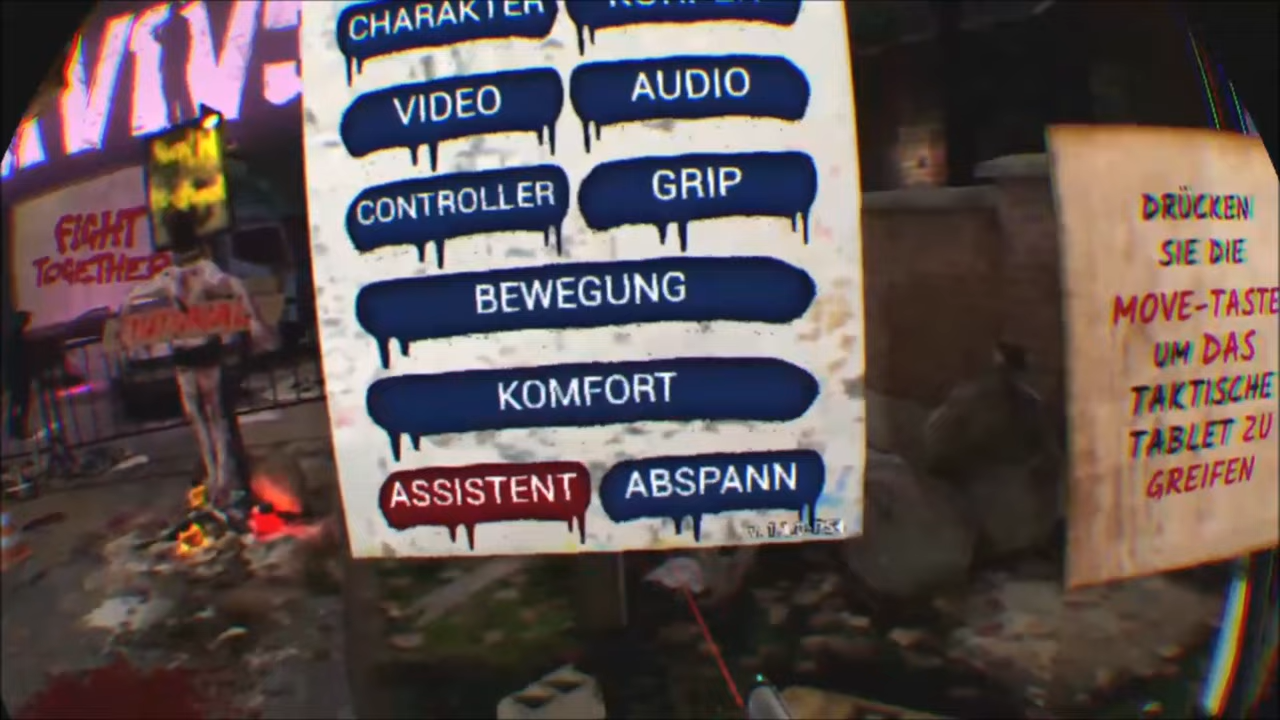 CHARAKTER
VIDEO
AUDIO
CONTROLLER
GRIP
BEWEGUNG
KOMFORT
ASSISTENT
ABSPANN
FIGHT
TOGETHER
DRÜCKEN
SIE DIE
MOVE-TASTE
UM DAS
TAKTISCHE
TABLET ZU
GREIFEN